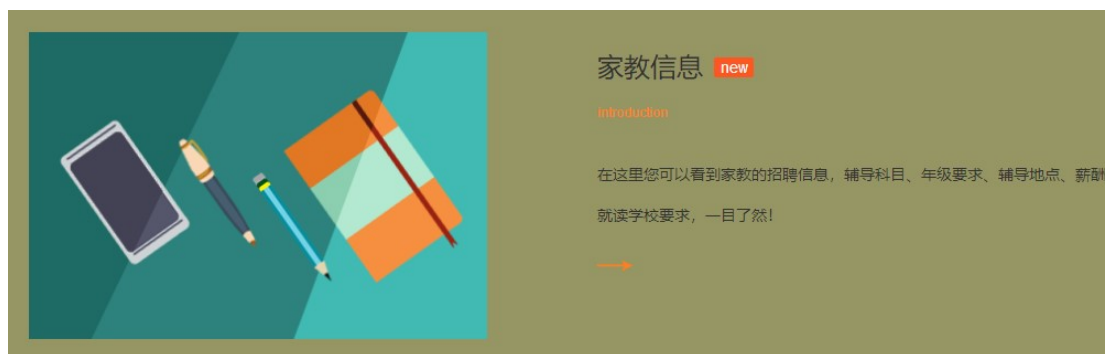 家教信息 new
introduction
在这里您可以看到家教的招聘信息，辅导科目、年级要求、辅导地点、薪酬
就读学校要求，一目了然！